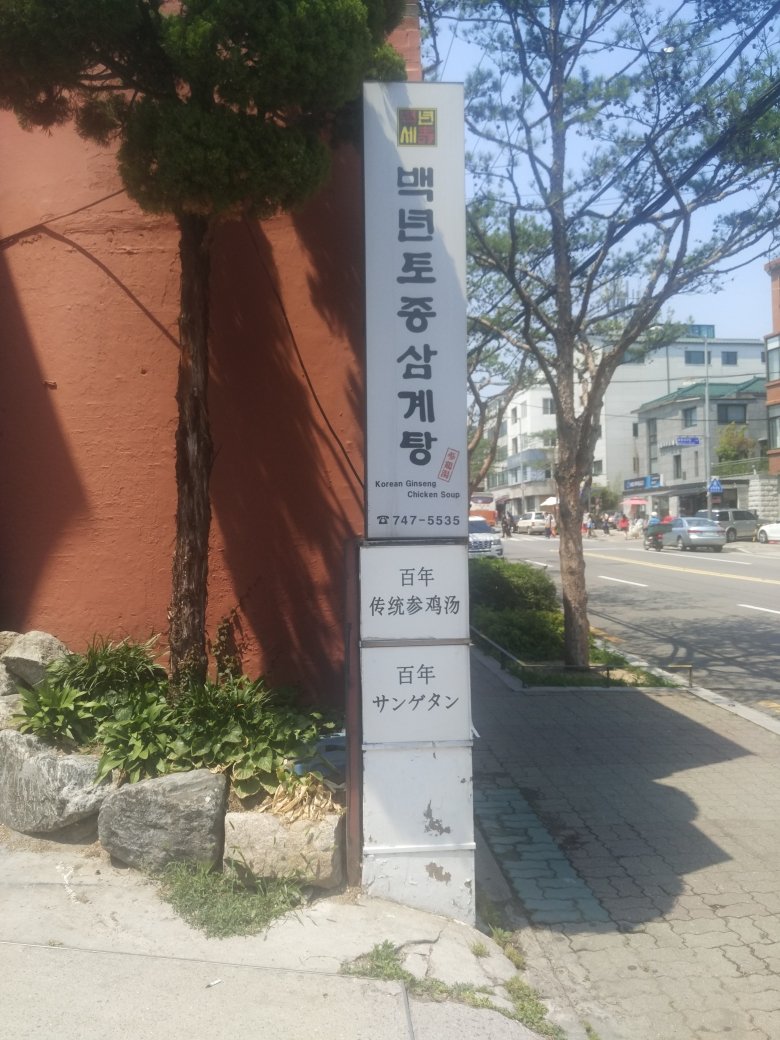 백년토종삼계탕
Korean Ginseng
Chicken Soup
☎747-5535
百年
传统参鸡汤
百年
サンゲタン